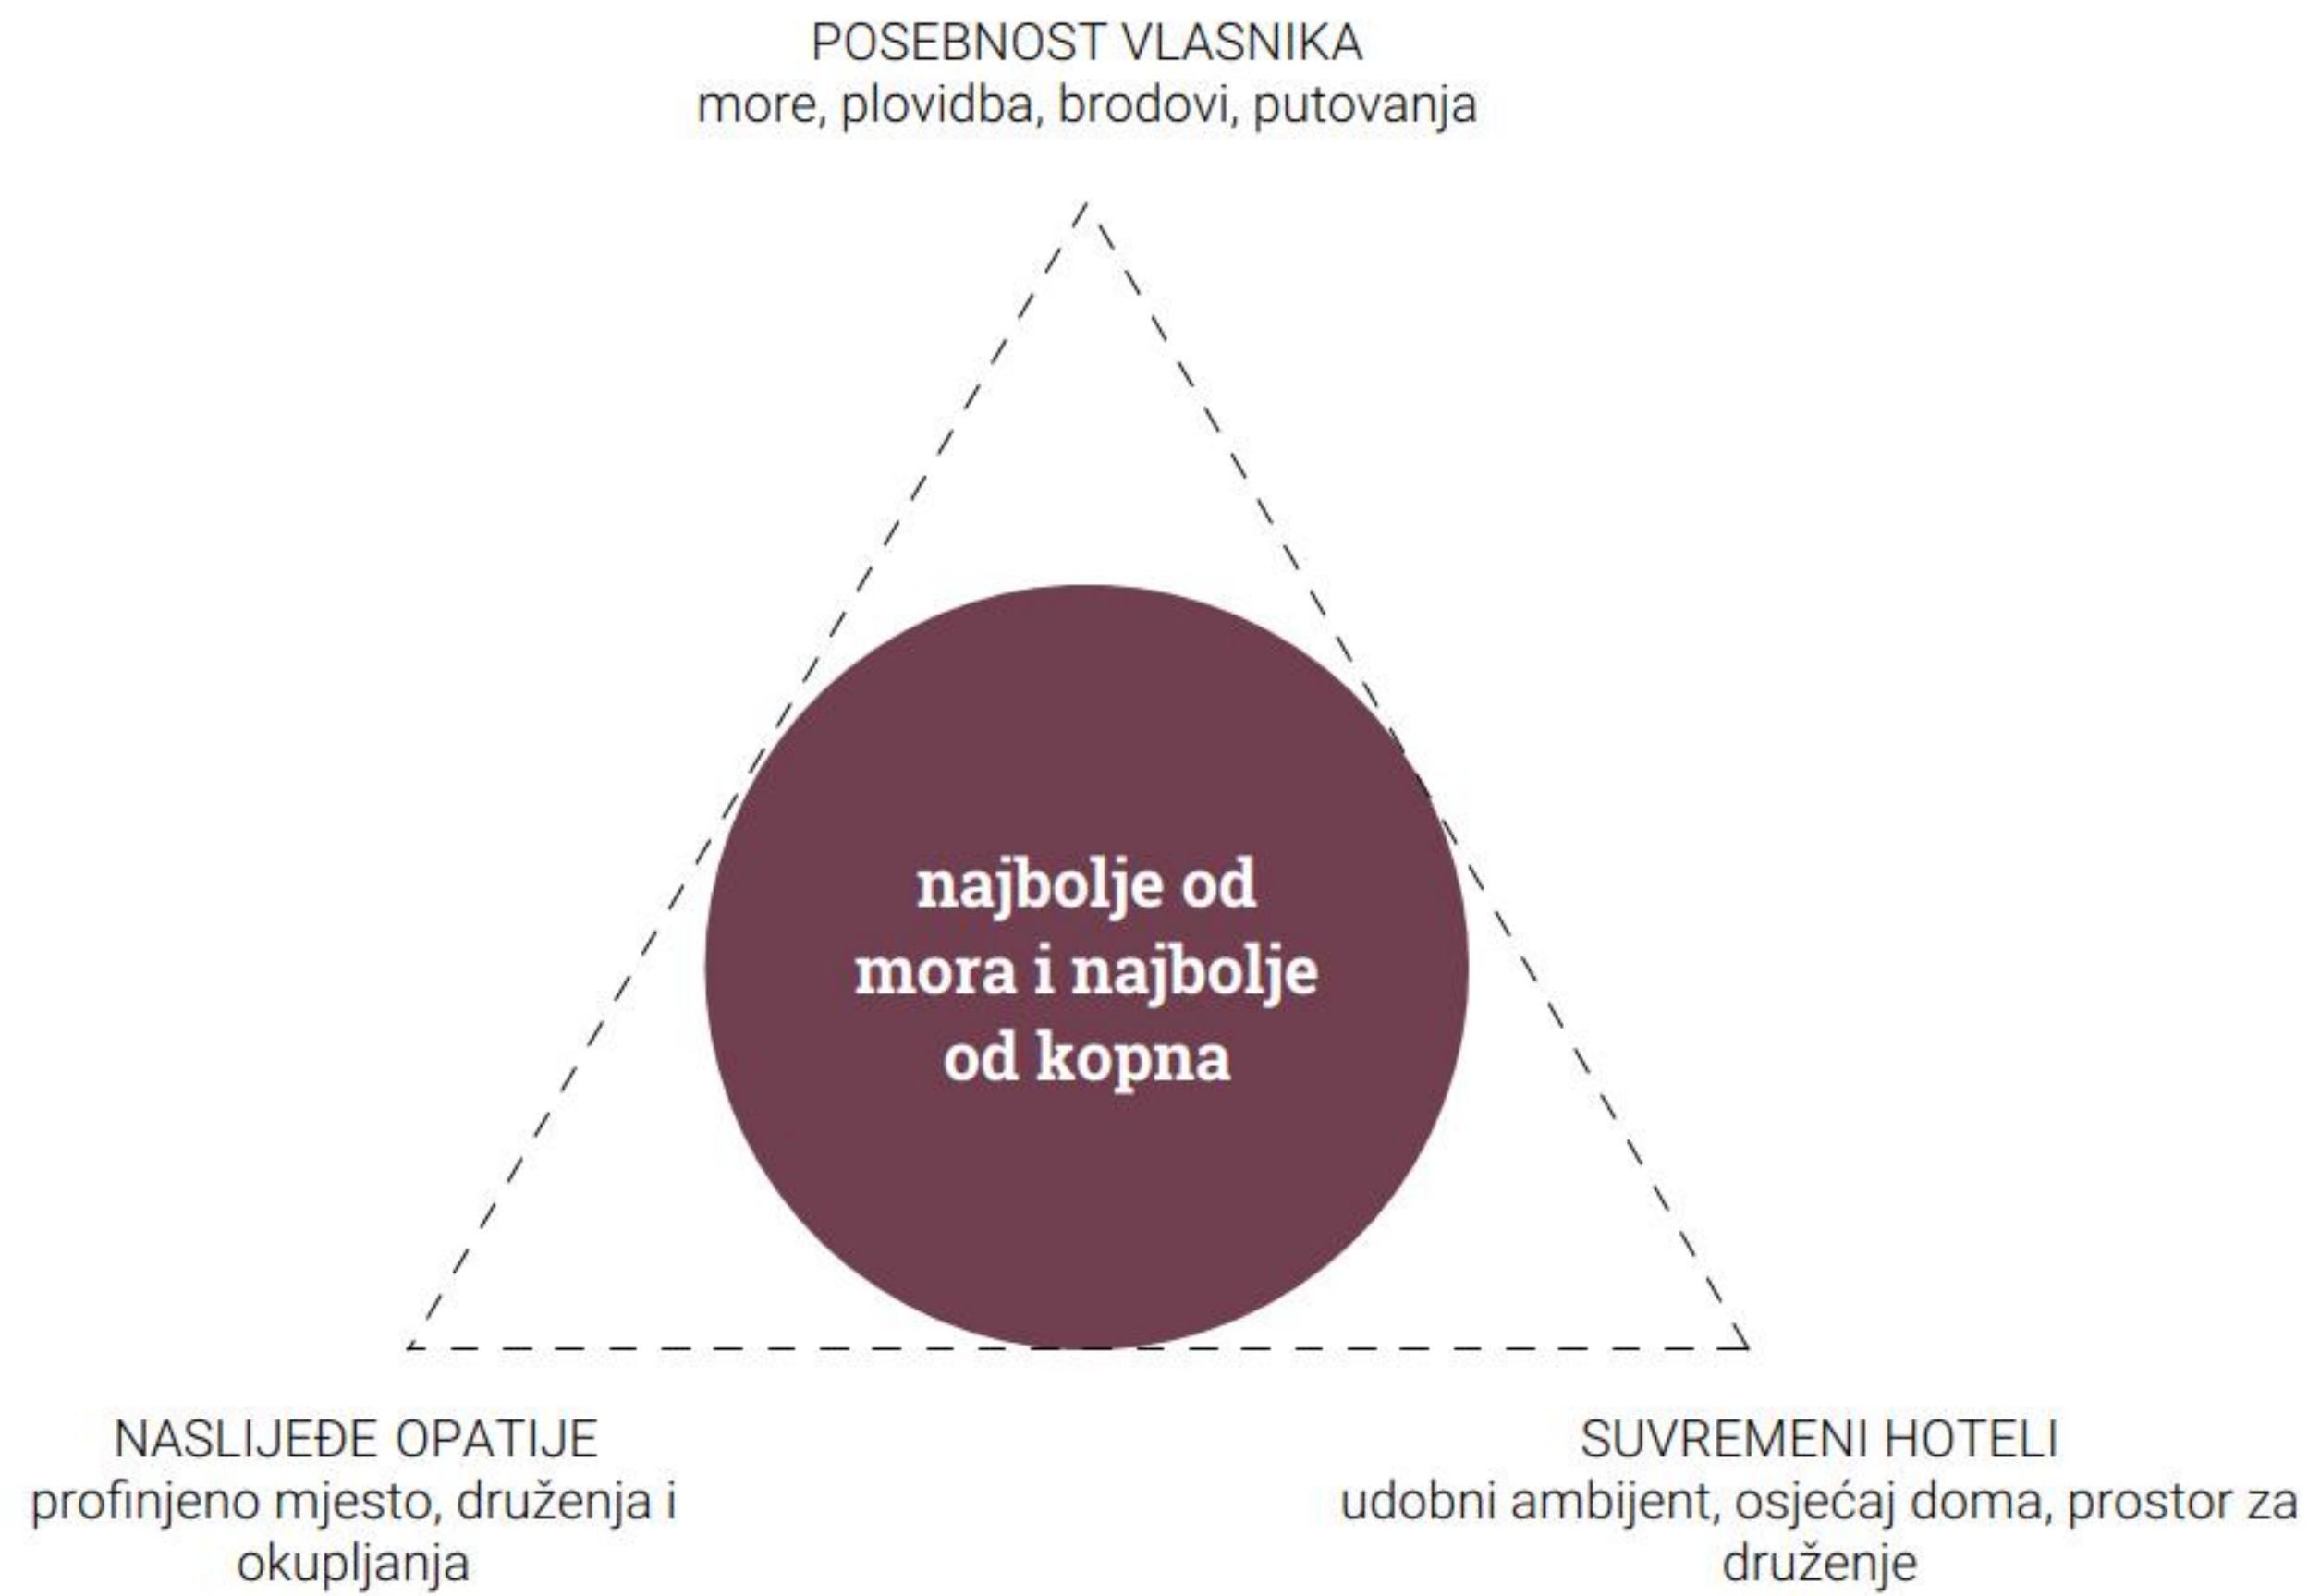 POSEBNOST VLASNIKA
more, plovidba, brodovi, putovanja
najbolje od
mora i najbolje
od kopna
NASLIJEĐE OPATIJE
profinjeno mjesto, druženja i
okupljanja
SUVREMENI HOTELI
udobni ambijent, osjećaj doma, prostor za
druženje